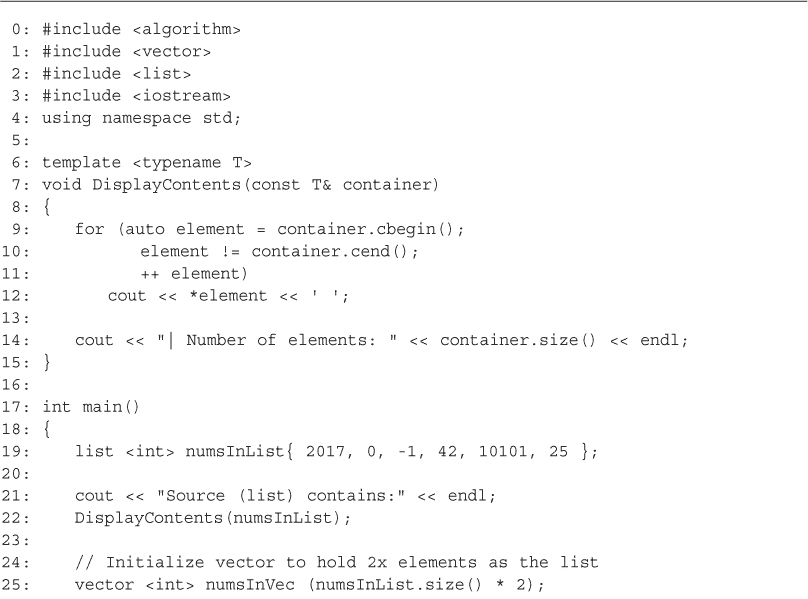 0: #include <algorithm>
1: #include <vector>
2: #include <list>
3: #include <iostream>
4: using namespace std;
5:
6: template <typename T>
7: void DisplayContents(const T& container)
8: {
9:    for (auto element = container.cbegin();
10:          element != container.cend();
11:          ++ element)
12:       cout << *element << ' ';
13:
14:    cout << "| Number of elements: " << container.size() << endl;
15: }
16:
17: int main()
18: {
19:    list <int> numsInList{ 2017, 0, -1, 42, 10101, 25 };
20:
21:    cout << "Source (list) contains:" << endl;
22:    DisplayContents(numsInList);
23:
24:    // Initialize vector to hold 2x elements as the list
25:    vector <int> numsInVec (numsInList.size() * 2);